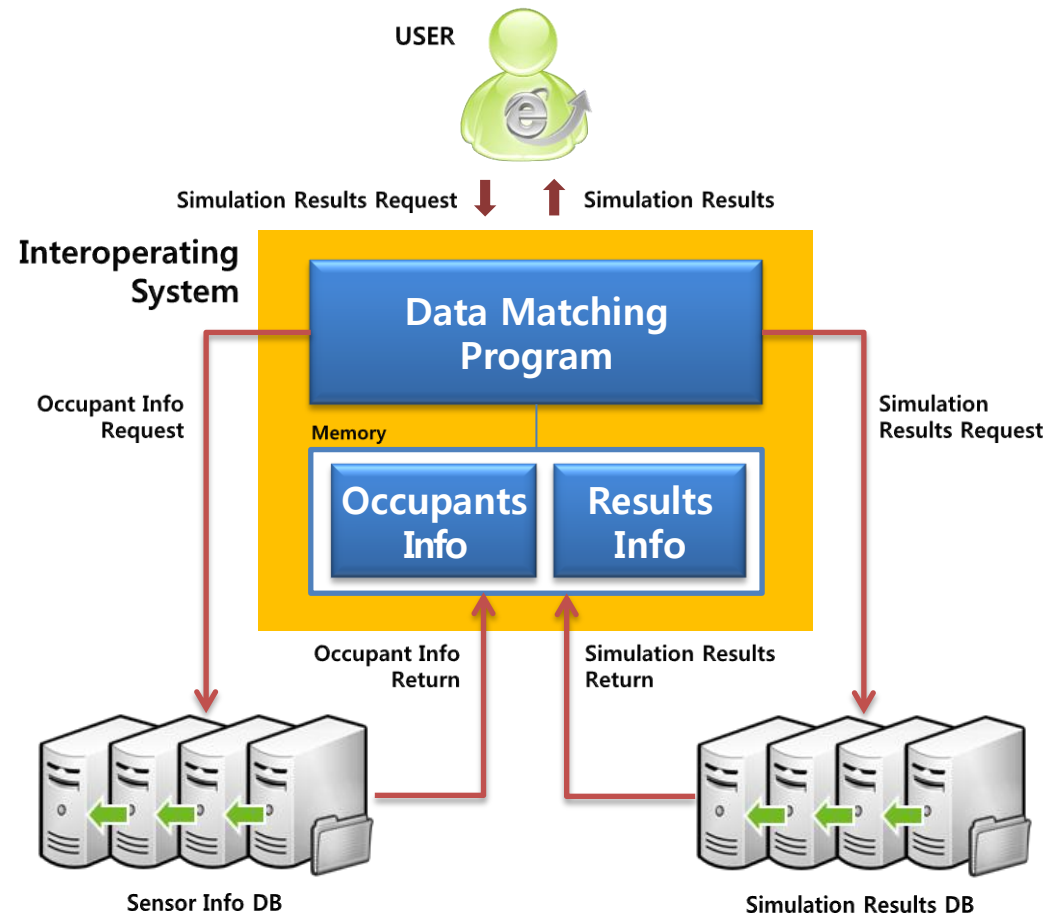 USER
Simulation Results Request
Simulation Results
Interoperating
System
Data Matching
Program
Occupant Info
Request
Simulation
Results Request
Memory
Occupants
Info
Results
Info
Occupant Info
Return
Simulation Results
Return
Sensor Info DB
Simulation Results DB